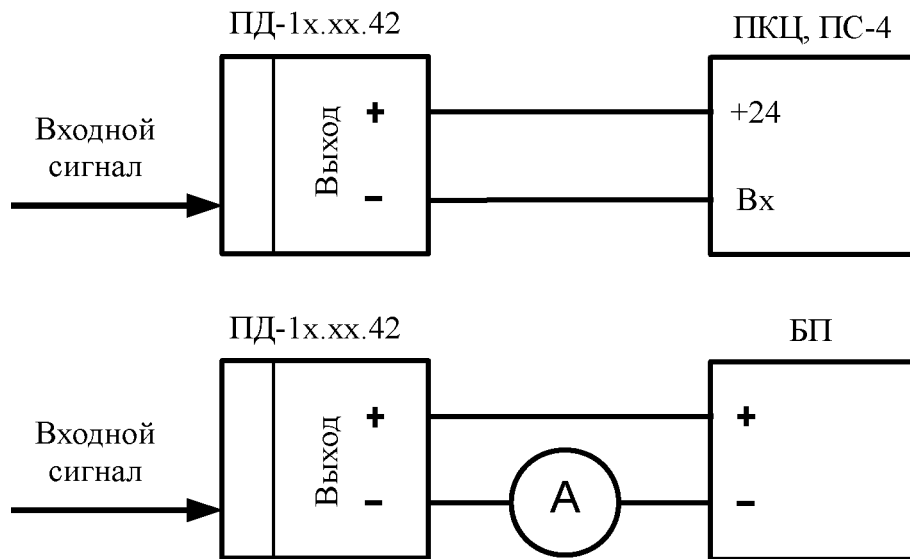 ПД-1х.хх.42
ПКЦ, ПС-4
Входной
сигнал
Выход
+
−
+24
Вх
ПД-1х.хх.42
БП
Входной
сигнал
Выход
+
−
А
+
−